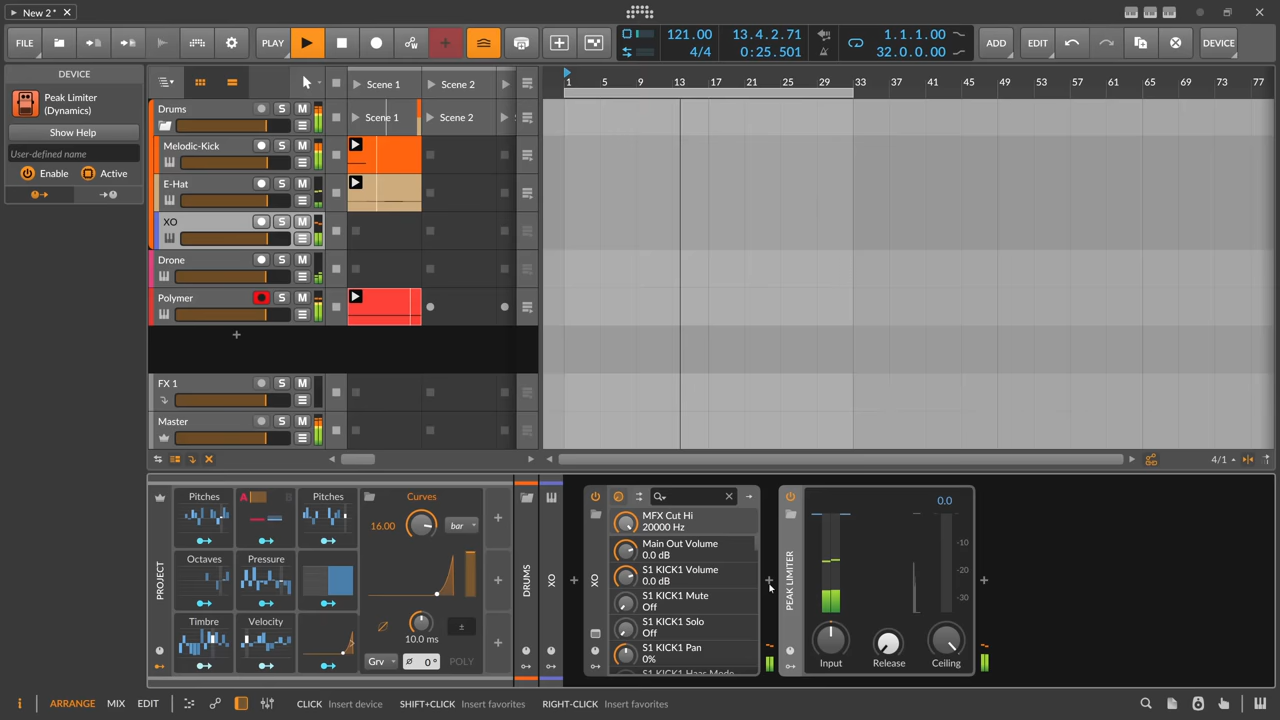 New 2*
FILE
PLAY
121.00
4/4
13.4.2.71
0:25.501
1.1.1.00
32.0.0.00
ADD
EDIT
DEVICE
DEVICE
Peak Limiter
(Dynamics)
Show Help
User-defined name
Enable
Active
Scene 1
Scene 2
1 5 9 13 17 21 25 29 33 37 41 45 49 53 57 61 65 69 73 77
Drums
S M
Scene 1
Scene 2
Melodic-Kick
S M
E-Hat
S M
XO
S M
Drone
S M
Polymer
S M
+
FX 1
S M
Master
S M
4/1
PROJECT
Pitches
A
B
Pitches
Octaves
Pressure
Timbre
Velocity
Curves
16.00
bar
10.0 ms
±
Grv
Ø 0°
POLY
DRUMS
XO
XO
MFX Cut Hi
20000 Hz
Main Out Volume
0.0 dB
S1 KICK1 Volume
0.0 dB
S1 KICK1 Mute
Off
S1 KICK1 Solo
Off
S1 KICK1 Pan
0%
S1 KICK1 Haas Mode
PEAK LIMITER
0.0
-10
-20
-30
Input
Release
Ceiling
i
ARRANGE
MIX
EDIT
CLICK Insert device
SHIFT+CLICK Insert favorites
RIGHT-CLICK Insert favorites